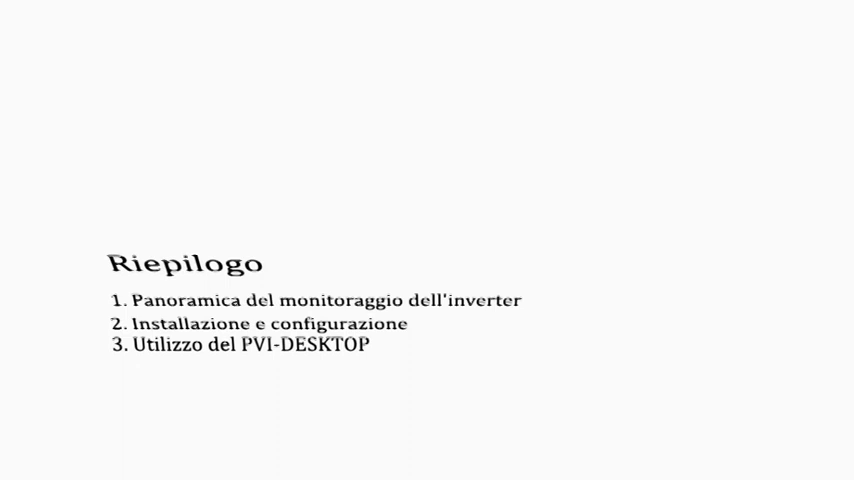 Riepilogo
1. Panoramica del monitoraggio dell'inverter
2. Installazione e configurazione
3. Utilizzo del PVI-DESKTOP